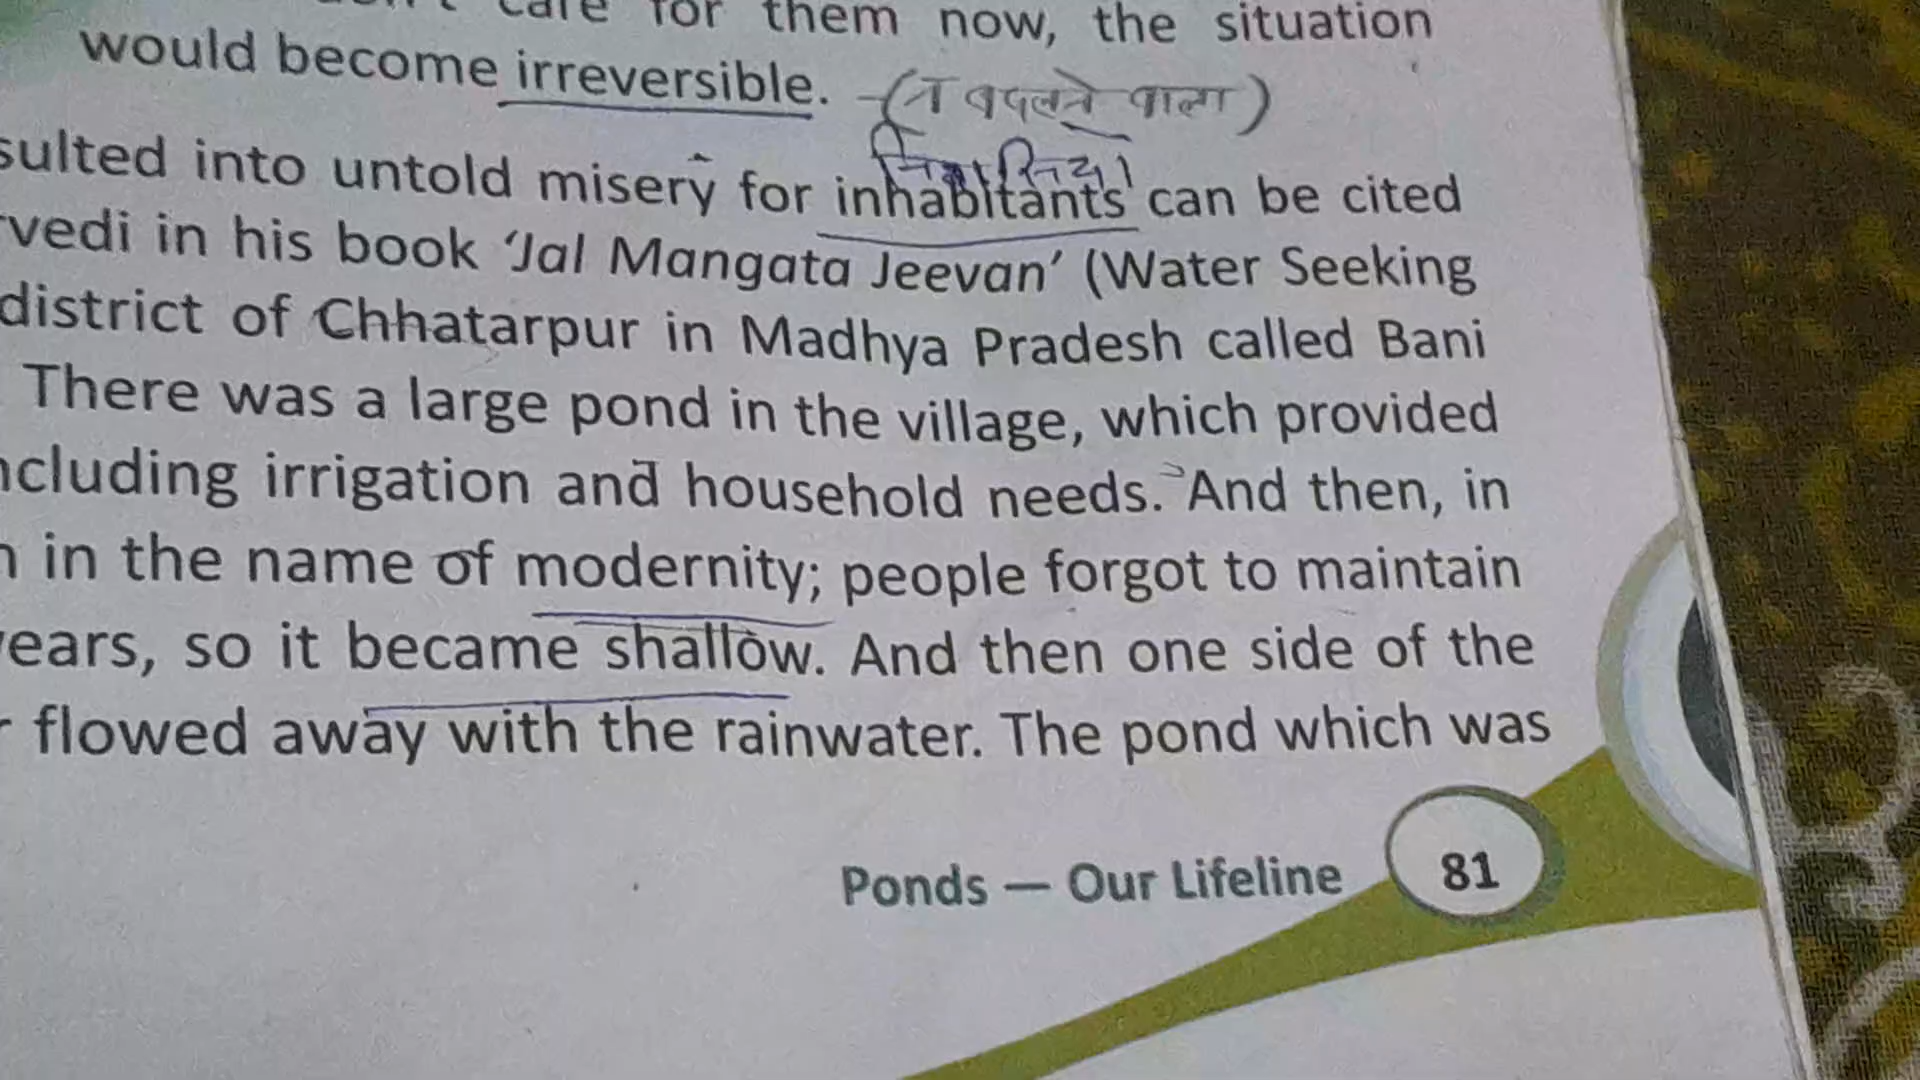 care for them now, the situation
would become irreversible. (न बदलने वाला)
sulted into untold misery for inhabitants can be cited
vedi in his book ‘Jal Mangata Jeevan’ (Water Seeking
district of Chhatarpur in Madhya Pradesh called Bani
There was a large pond in the village, which provided
ncluding irrigation and household needs. And then, in
n in the name of modernity; people forgot to maintain
ears, so it became shallow. And then one side of the
flowed away with the rainwater. The pond which was
Ponds — Our Lifeline 81